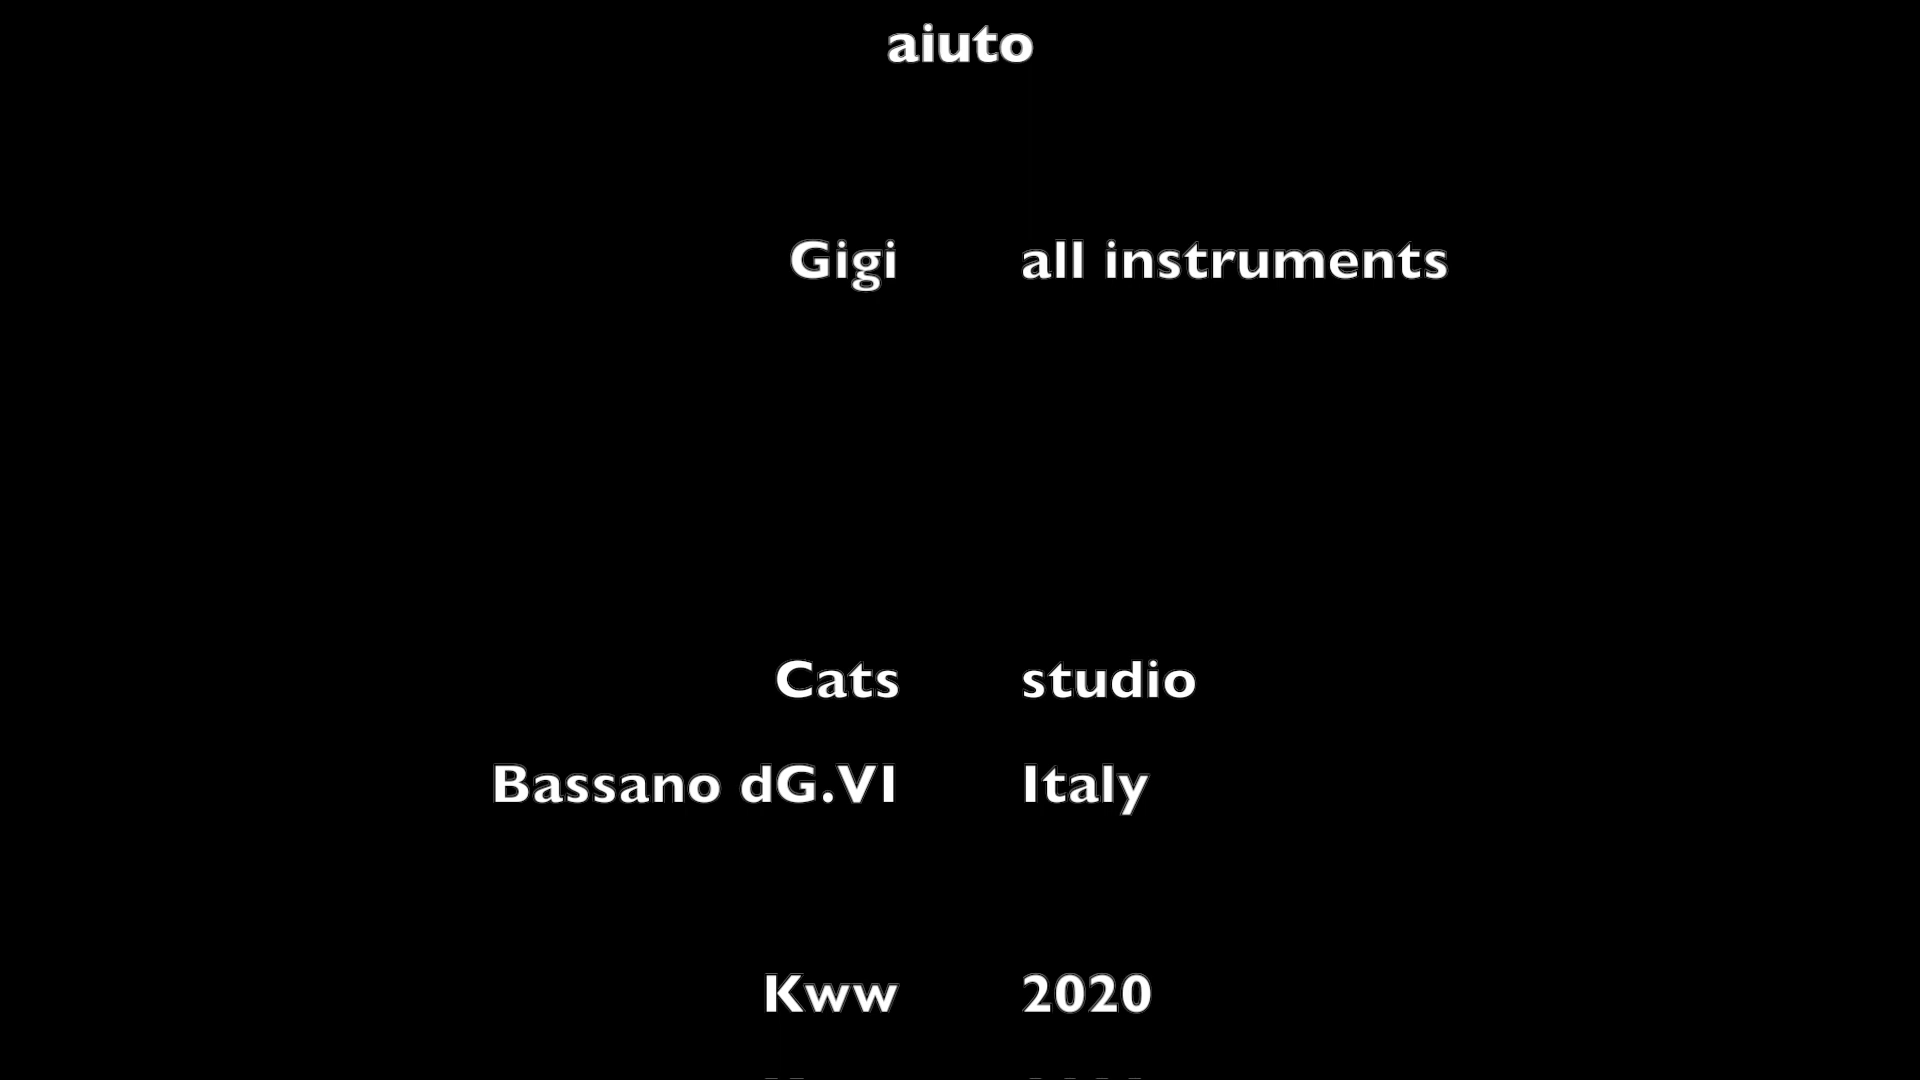 aiuto
Gigi all instruments
Cats studio
Bassano dG.VI Italy
Kww 2020